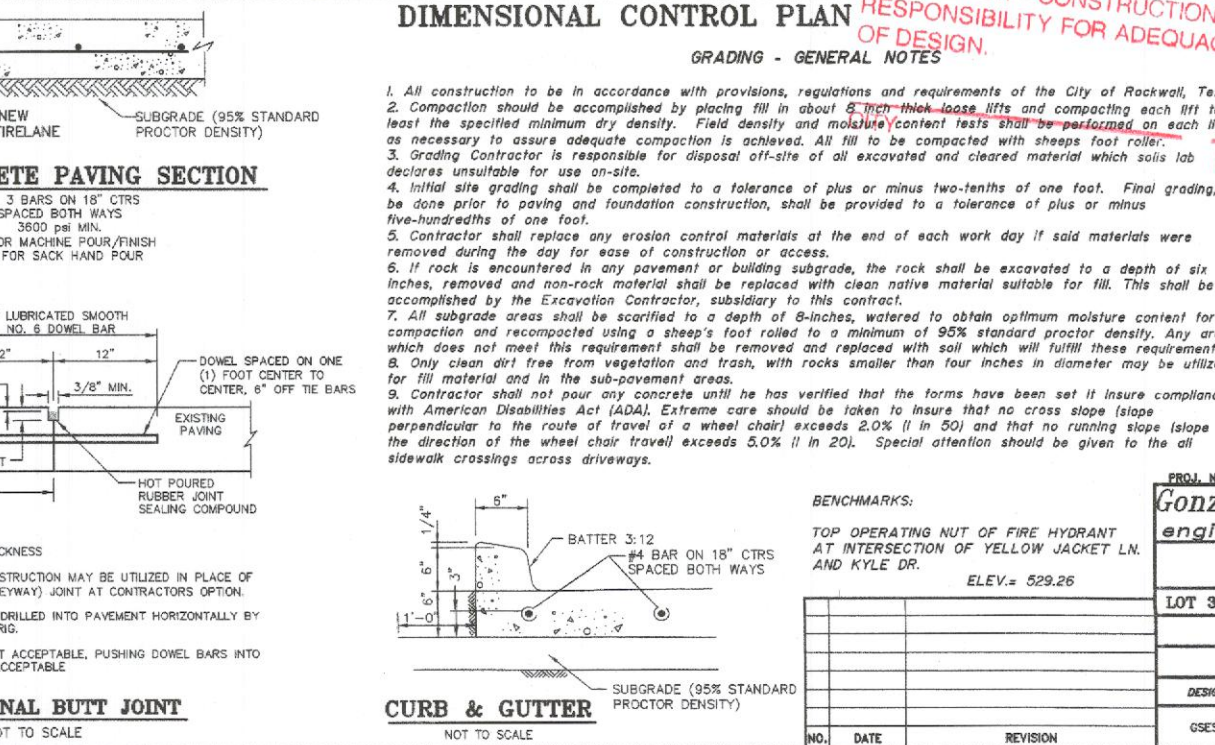 DIMENSIONAL CONTROL PLAN
CONSTRUCTION
RESPONSIBILITY FOR ADEQUAC
OF DESIGN.
GRADING - GENERAL NOTES
1. All construction to be in accordance with provisions, regulations and requirements of the City of Rockwall, Te
2. Compaction should be accomplished by placing fill in about 8 inch thick loose lifts and compacting each lift t
least the specified minimum dry density. Field density and moisture content tests shall be performed on each li
CITY
as necessary to assure adequate compaction is achieved. All fill to be compacted with sheeps foot roller.
3. Grading Contractor is responsible for disposal off-site of all excavated and cleared material which solis lab
declares unsuitable for use on-site.
4. Initial site grading shall be completed to a tolerance of plus or minus two-tenths of one foot. Final grading,
be done prior to paving and foundation construction, shall be provided to a tolerance of plus or minus
five-hundredths of one foot.
5. Contractor shall replace any erosion control materials at the end of each work day if said materials were
removed during the day for ease of construction or access.
6. If rock is encountered in any pavement or building subgrade, the rock shall be excavated to a depth of six
inches, removed and non-rock material shall be replaced with clean native material suitable for fill. This shall be
accomplished by the Excavation Contractor, subsidiary to this contract.
7. All subgrade areas shall be scarified to a depth of 8-inches, watered to obtain optimum moisture content for
compaction and recompacted using a sheep's foot rolled to a minimum of 95% standard proctor density. Any ar
which does not meet this requirement shall be removed and replaced with soil which will fulfill these requirement
8. Only clean dirt free from vegetation and trash, with rocks smaller than four inches in diameter may be utiliz
for fill material and in the sub-pavement areas.
9. Contractor shall not pour any concrete until he has verified that the forms have been set it insure complianc
with American Disabilities Act (ADA). Extreme care should be taken to insure that no cross slope (slope
perpendicular to the route of travel of a wheel chair) exceeds 2.0% (1 in 50) and that no running slope (slope
the direction of the wheel chair travel) exceeds 5.0% (1 in 20). Special attention should be given to the all
sidewalk crossings across driveways.
NEW
TIRELANE
SUBGRADE (95% STANDARD
PROCTOR DENSITY)
ETE PAVING SECTION
3 BARS ON 18" CTRS
SPACED BOTH WAYS
3600 psi MIN.
OR MACHINE POUR/FINISH
FOR SACK HAND POUR
LUBRICATED SMOOTH
NO. 6 DOWEL BAR
2"
12"
3/8" MIN.
DOWEL SPACED ON ONE
(1) FOOT CENTER TO
CENTER, 6" OFF TIE BARS
EXISTING
PAVING
T
HOT POURED
RUBBER JOINT
SEALING COMPOUND
CKNESS
STRUCTION MAY BE UTILIZED IN PLACE OF
EYWAY) JOINT AT CONTRACTORS OPTION.
DRILLED INTO PAVEMENT HORIZONTALLY BY
RIG.
T ACCEPTABLE, PUSHING DOWEL BARS INTO
CCEPTABLE
NAL BUTT JOINT
OT TO SCALE
6"
1/4"
6"
3"
6"
1'-0"
BATTER 3:12
#4 BAR ON 18" CTRS
SPACED BOTH WAYS
SUBGRADE (95% STANDARD
PROCTOR DENSITY)
CURB & GUTTER
NOT TO SCALE
BENCHMARKS:
TOP OPERATING NUT OF FIRE HYDRANT
AT INTERSECTION OF YELLOW JACKET LN.
AND KYLE DR.
ELEV.= 529.26
NO. DATE REVISION
PROJ. N
Gonz
engi
LOT 3
DESIG
GSES